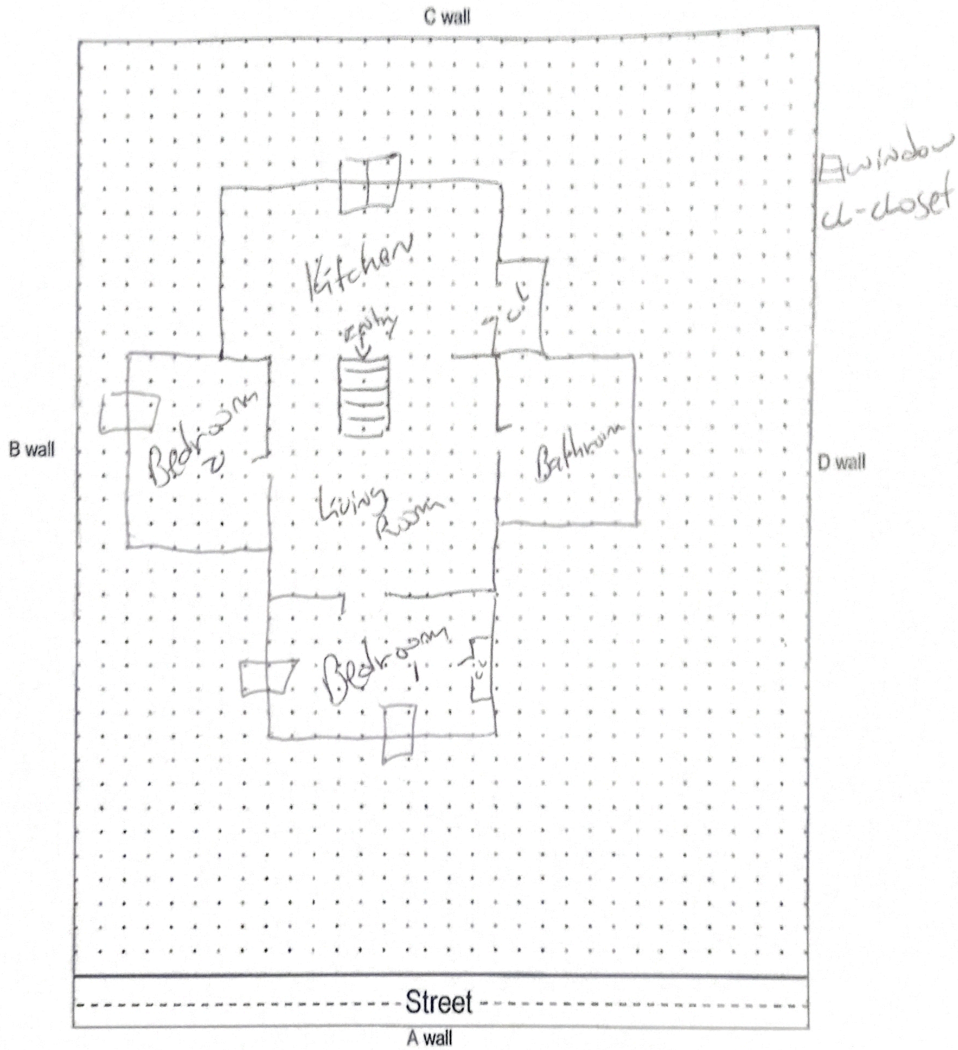 C wall
window
cl-closet
Kitchen
entry
cl
B wall
Bedroom
2
Bathroom
D wall
Living
Room
Bedroom
1
cl
Street
A wall